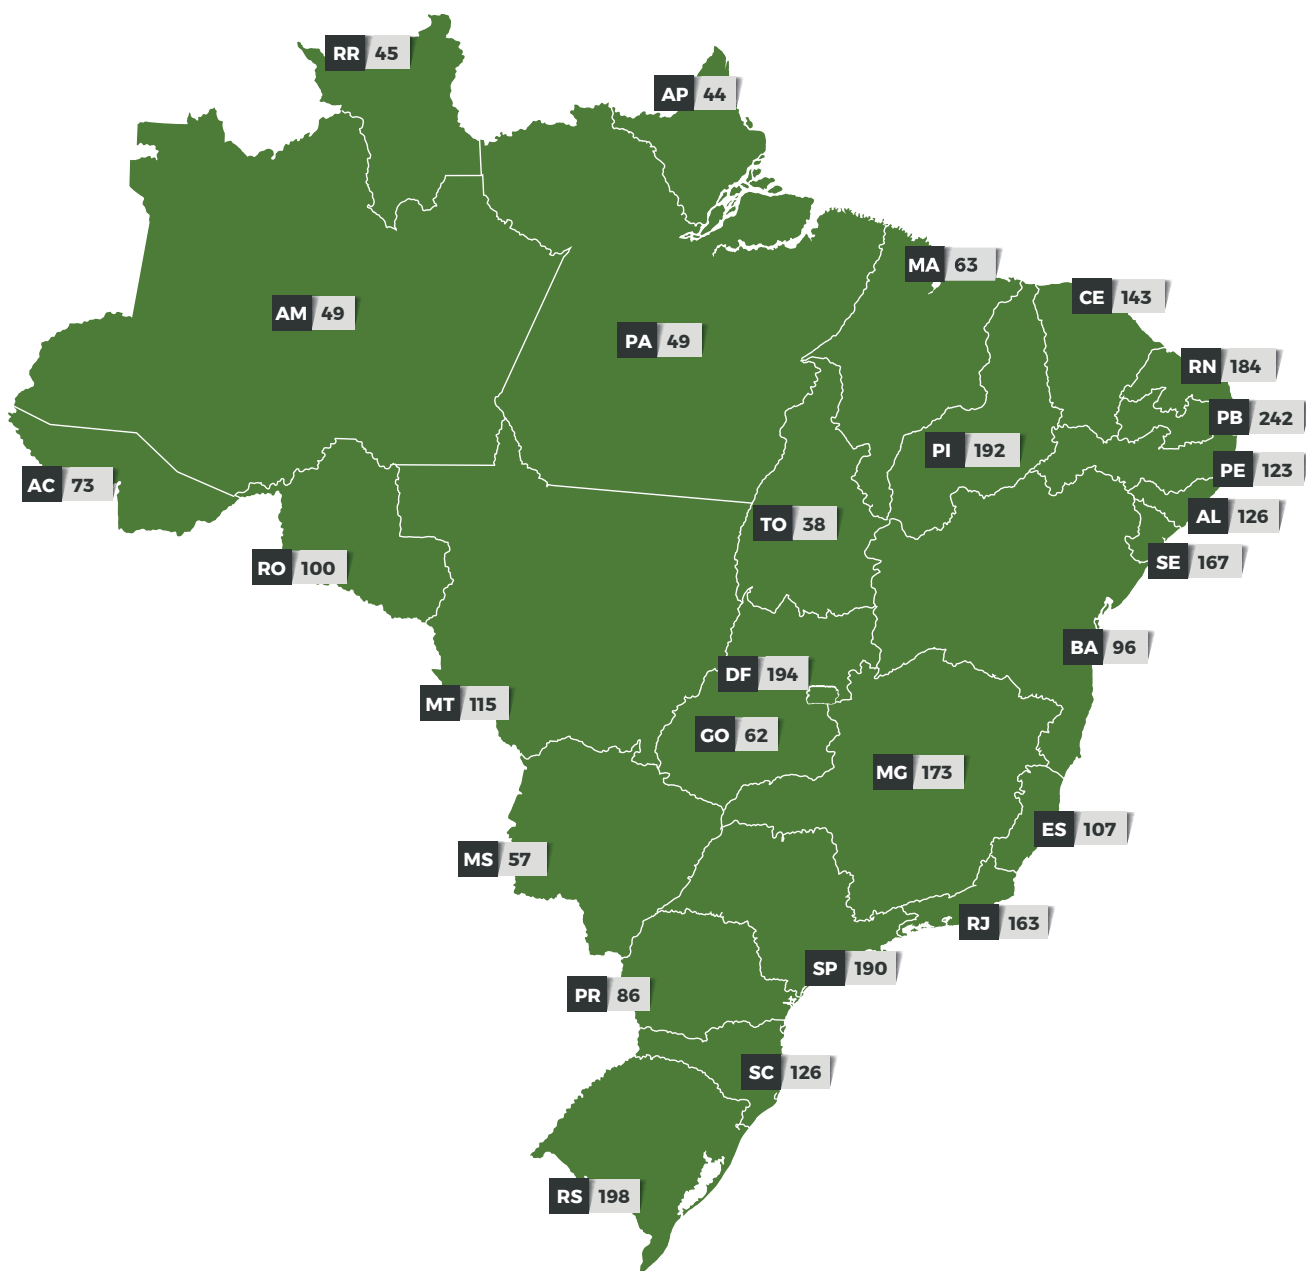 RR 45
AP 44
MA 63
CE 143
AM 49
PA 49
RN 184
PB 242
PI 192
PE 123
AC 73
AL 126
TO 38
SE 167
RO 100
BA 96
DF 194
MT 115
GO 62
MG 173
ES 107
MS 57
RJ 163
SP 190
PR 86
SC 126
RS 198